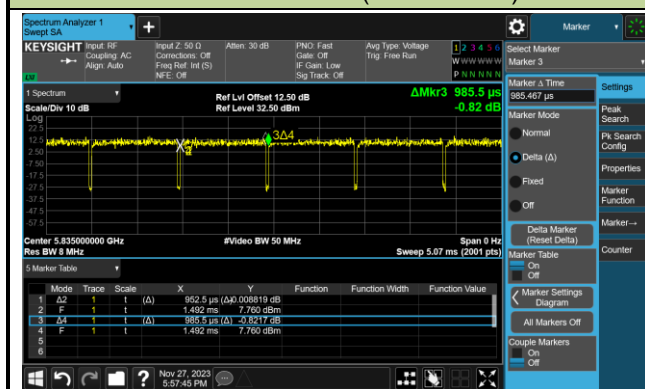 Spectrum Analyzer 1
Swept SA
Marker
KEYSIGHT
Input: RF
Coupling: AC
Align: Auto
Input Z: 50 Ω
Corrections: Off
Freq Ref: Int (S)
NFE: Off
Atten: 30 dB
PNO: Fast
Gate: Off
IF Gain: Low
Sig Track: Off
Avg Type: Voltage
Trig: Free Run
1 2 3 4 5 6
W W W W W W
P N N N N N
LM
Select Marker
Marker 3
1 Spectrum
Scale/Div 10 dB
Ref Lvl Offset 12.50 dB
Ref Level 32.50 dBm
ΔMkr3 985.5 µs
-0.82 dB
Log
22.5
12.5
2.50
-7.50
-17.5
-27.5
-37.5
-47.5
-57.5
3Δ4
Center 5.835000000 GHz
Res BW 8 MHz
#Video BW 50 MHz
Span 0 Hz
Sweep 5.07 ms (2001 pts)
5 Marker Table
Mode Trace Scale X Y Function Function Width Function Value
1 Δ2 1 t (Δ) 952.5 µs (Δ) 0.008819 dB
2 F 1 t 1.492 ms 7.760 dBm
3 Δ4 1 t (Δ) 985.5 µs (Δ) -0.8217 dB
4 F 1 t 1.492 ms 7.760 dBm
5
6
Marker Δ Time
985.467 µs
Marker Mode
Normal
Delta (Δ)
Fixed
Off
Delta Marker
(Reset Delta)
Marker Table
On
Off
Marker Settings
Diagram
All Markers Off
Couple Markers
On
Off
Settings
Peak
Search
Pk Search
Config
Properties
Marker
Function
Marker→
Counter
Nov 27, 2023
5:57:45 PM